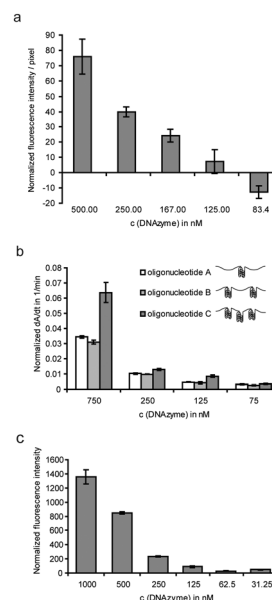 a
Normalized fluorescence intensity / pixel
90
80
70
60
50
40
30
20
10
0
-10
-20
500.00 250.00 167.00 125.00 83.4
c (DNAzyme) in nM
b
Normalized dA/dt in 1/min
0.08
0.07
0.06
0.05
0.04
0.03
0.02
0.01
0
oligonucleotide A
oligonucleotide B
oligonucleotide C
750 250 125 75
c (DNAzyme) in nM
c
Normalized fluorescence intensity
1600
1400
1200
1000
800
600
400
200
0
1000 500 250 125 62.5 31.25
c (DNAzyme) in nM